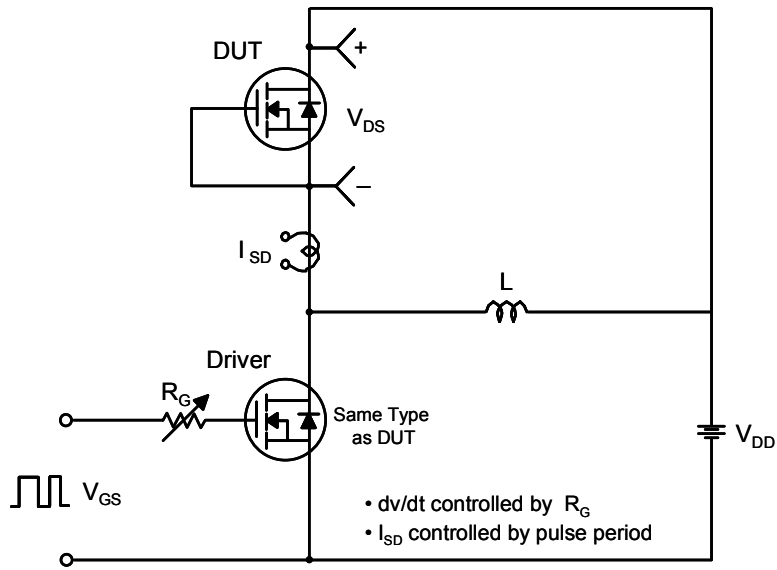 DUT
+
V_DS
–
I_SD
L
Driver
R_G
Same Type
as DUT
V_DD
V_GS
• dv/dt controlled by R_G
• I_SD controlled by pulse period